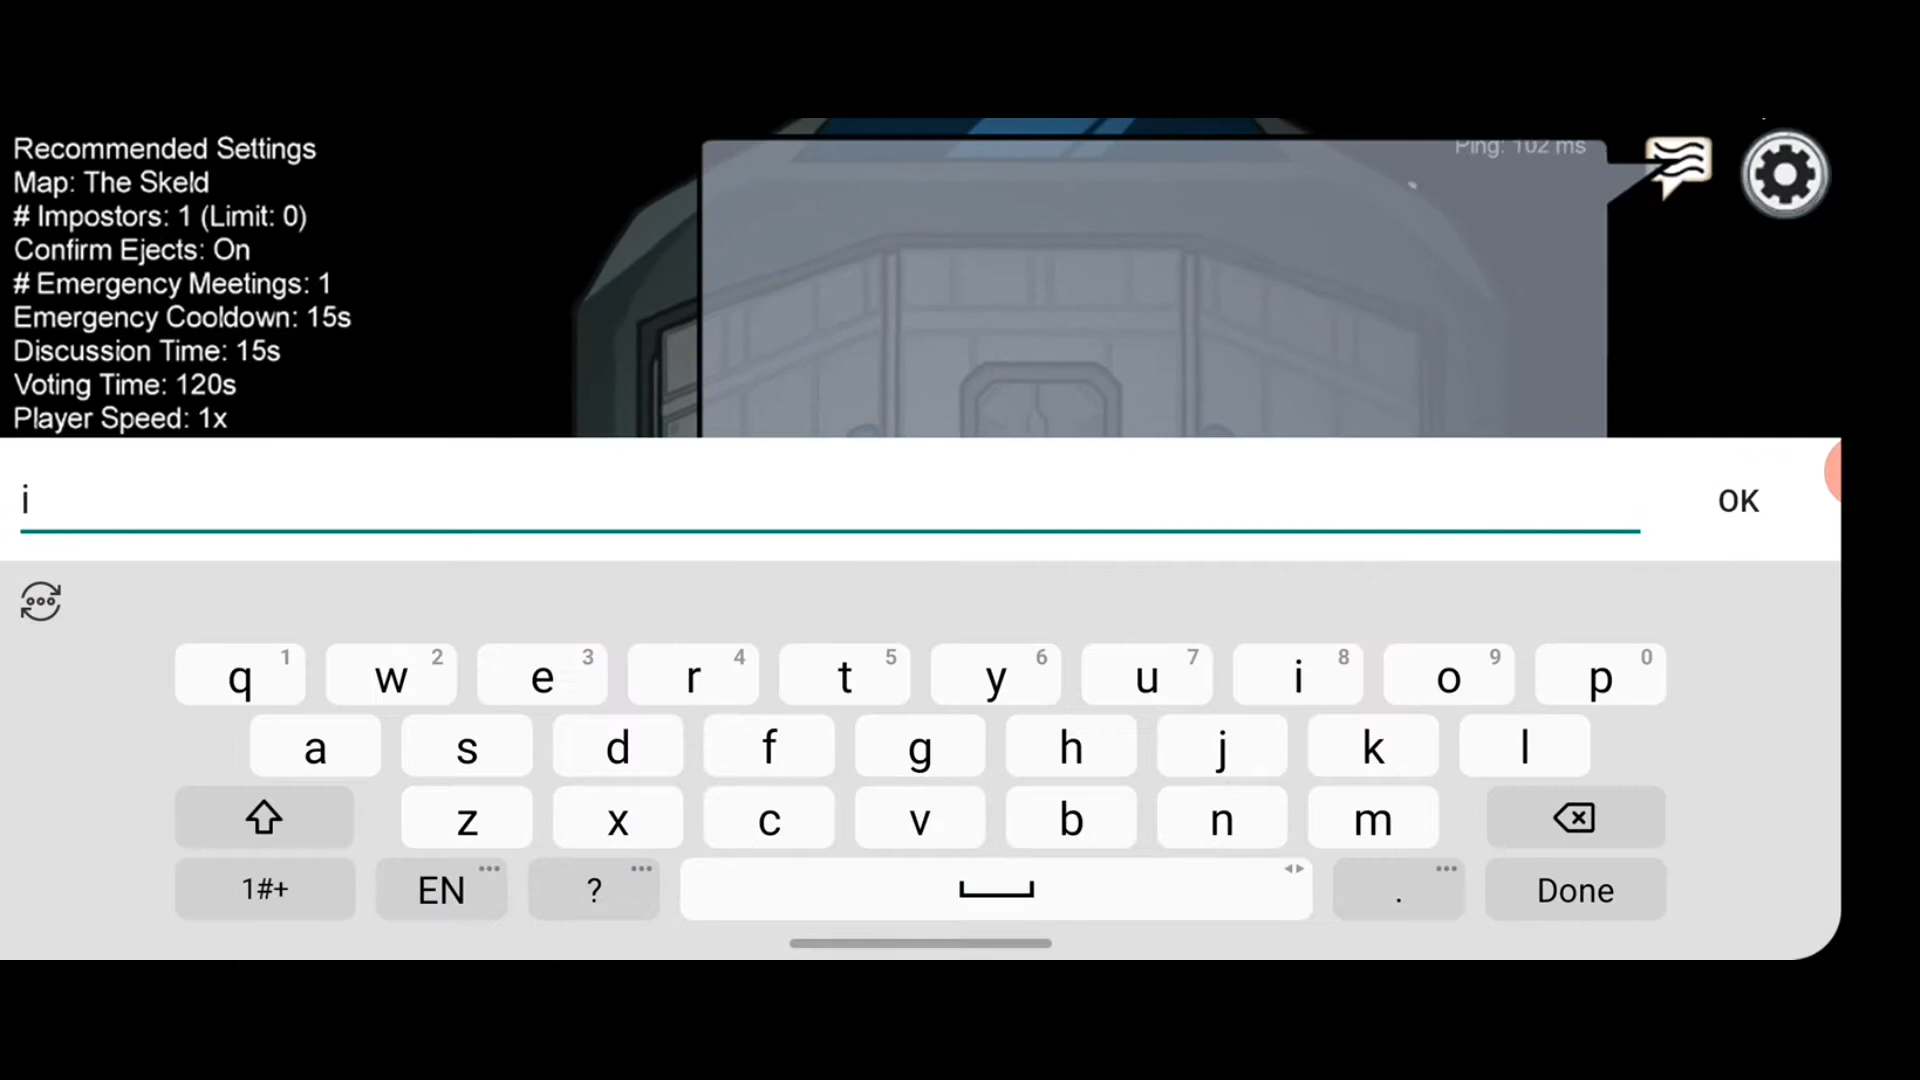 Recommended Settings
Map: The Skeld
# Impostors: 1 (Limit: 0)
Confirm Ejects: On
# Emergency Meetings: 1
Emergency Cooldown: 15s
Discussion Time: 15s
Voting Time: 120s
Player Speed: 1x
Ping: 102 ms
i
OK
q 1 w 2 e 3 r 4 t 5 y 6 u 7 i 8 o 9 p 0
a s d f g h j k l
z x c v b n m
1#+ EN ? . Done